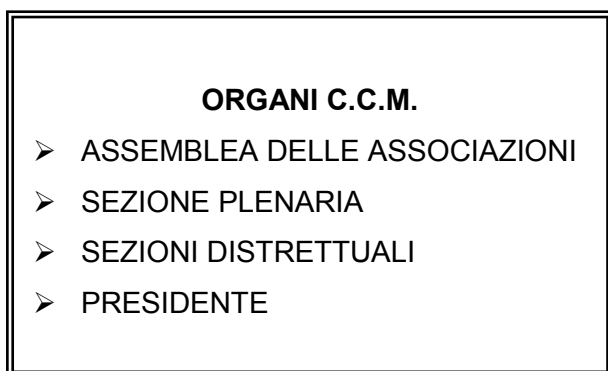 ORGANI C.C.M.
➢ ASSEMBLEA DELLE ASSOCIAZIONI
➢ SEZIONE PLENARIA
➢ SEZIONI DISTRETTUALI
➢ PRESIDENTE